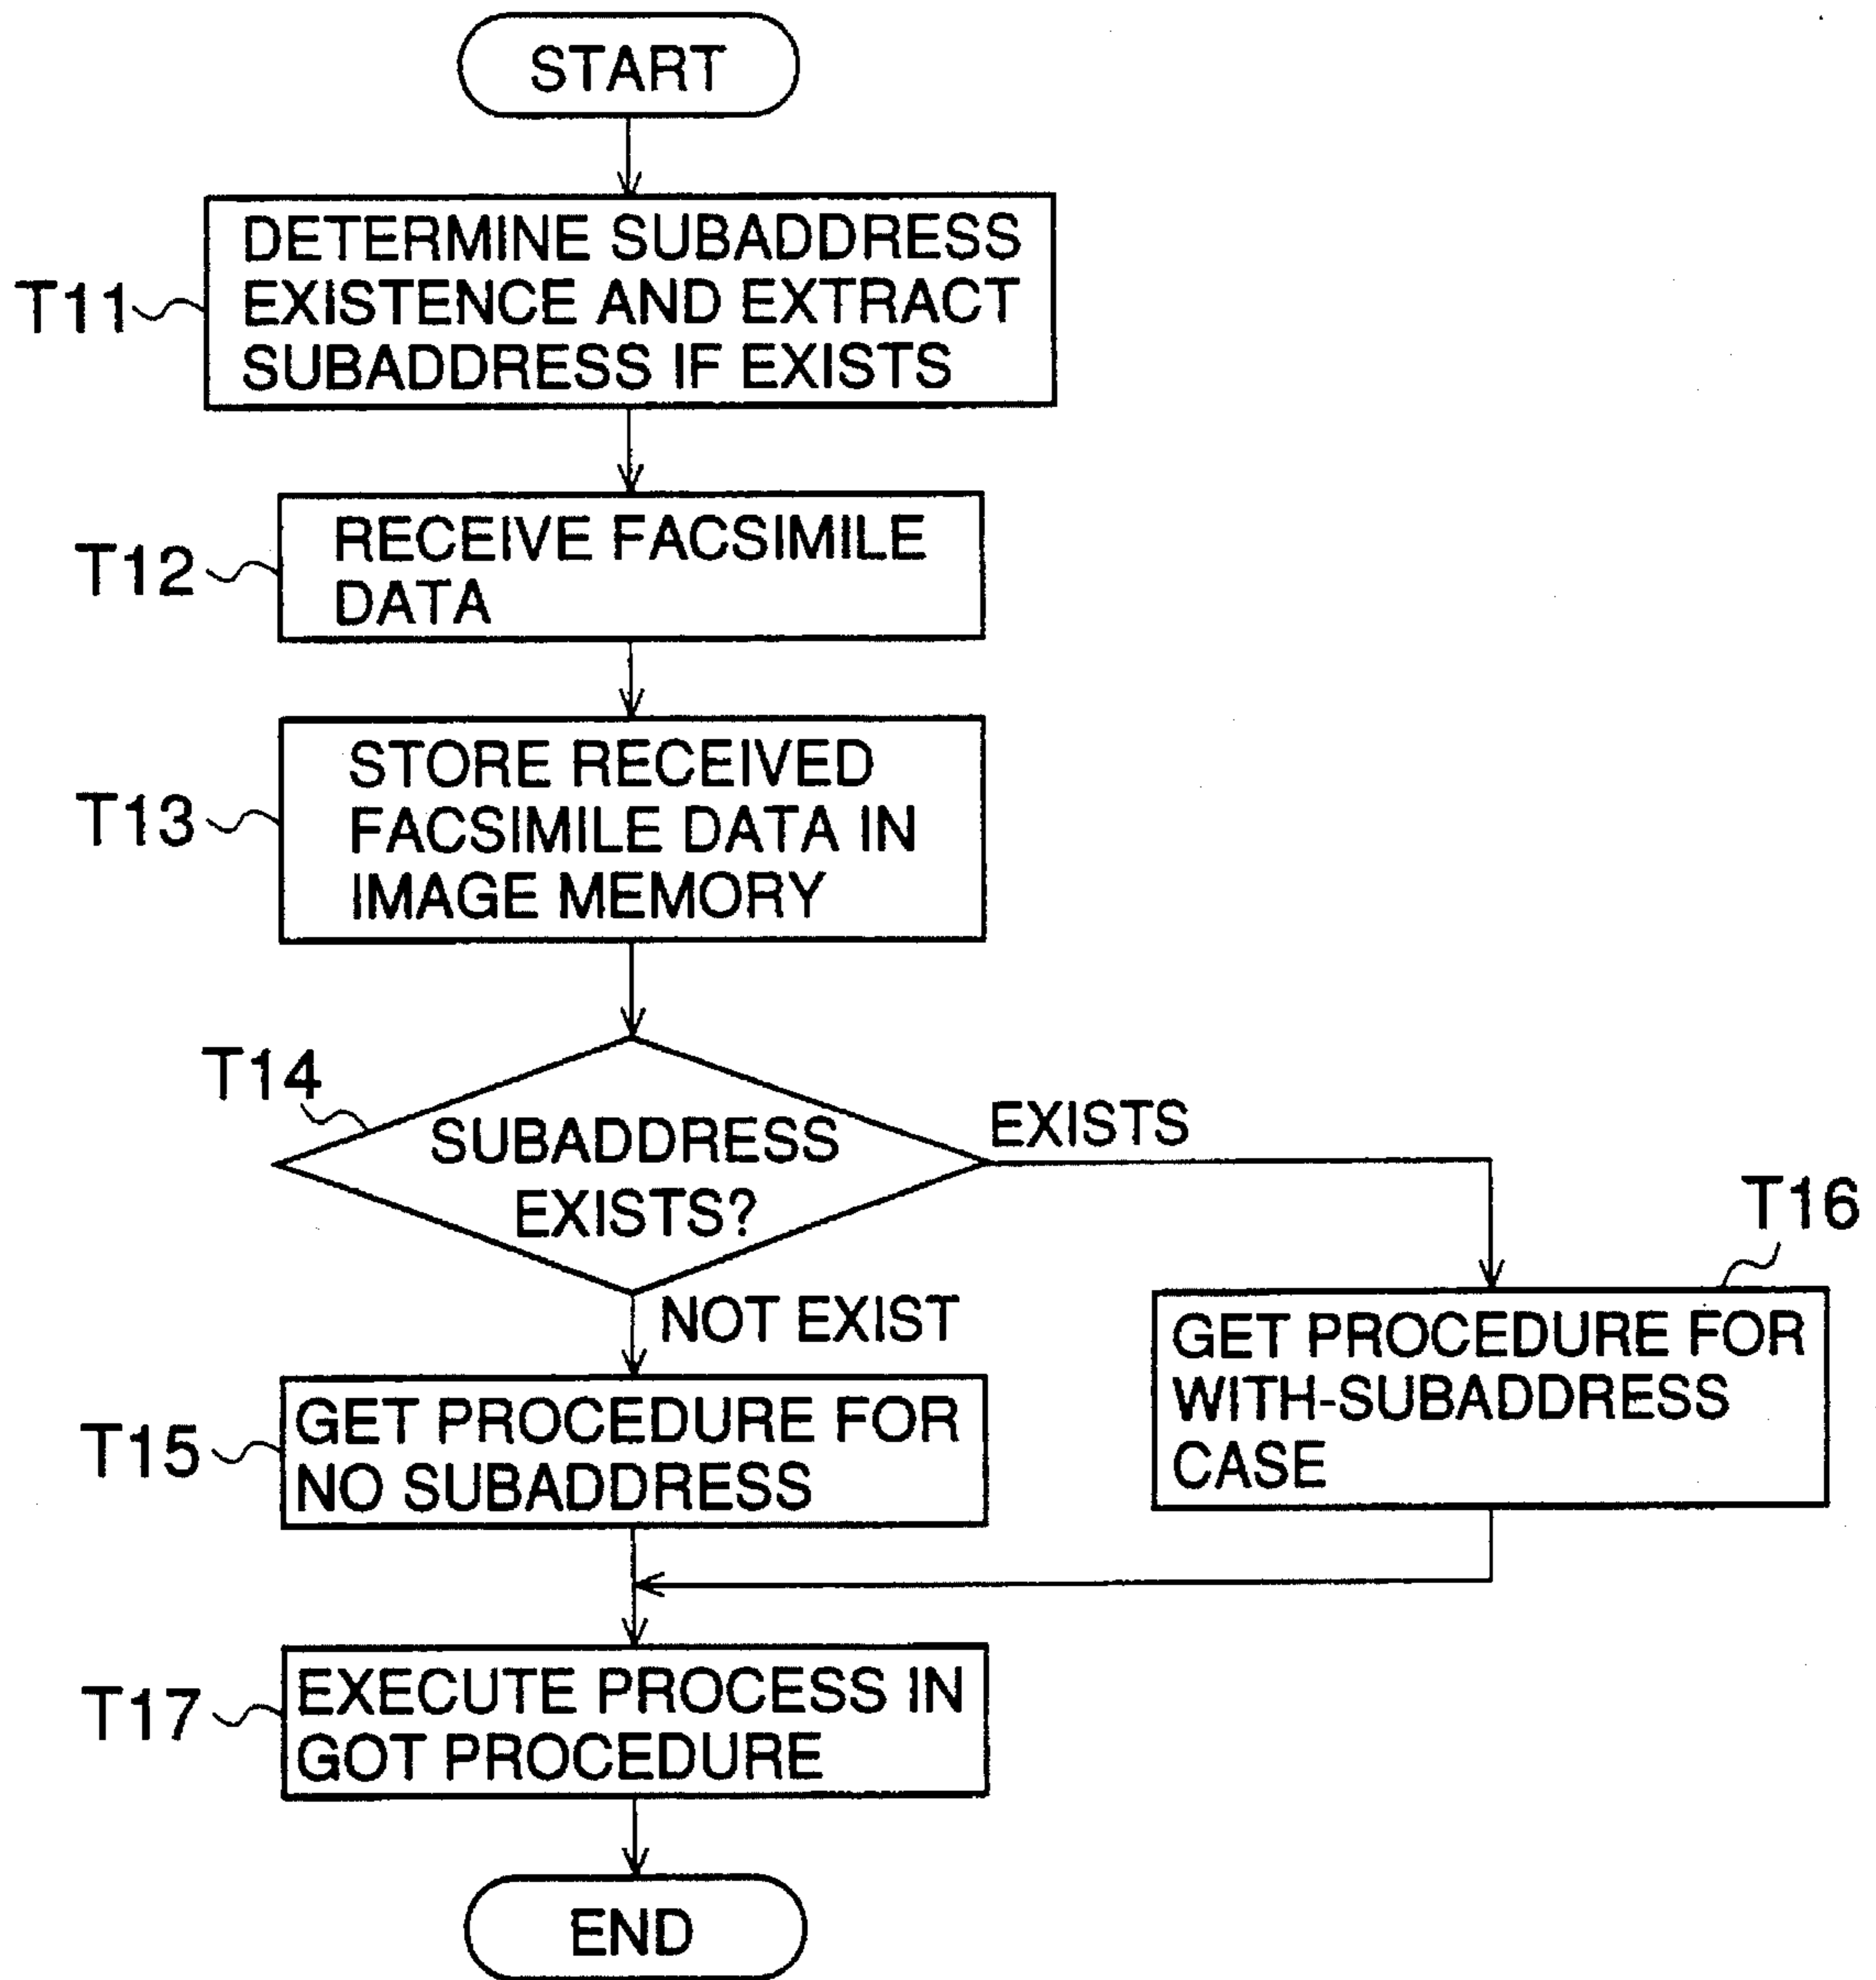 START
T11
DETERMINE SUBADDRESS
EXISTENCE AND EXTRACT
SUBADDRESS IF EXISTS
T12
RECEIVE FACSIMILE
DATA
T13
STORE RECEIVED
FACSIMILE DATA IN
IMAGE MEMORY
T14
SUBADDRESS
EXISTS?
EXISTS
NOT EXIST
T16
GET PROCEDURE FOR
WITH-SUBADDRESS
CASE
T15
GET PROCEDURE FOR
NO SUBADDRESS
T17
EXECUTE PROCESS IN
GOT PROCEDURE
END